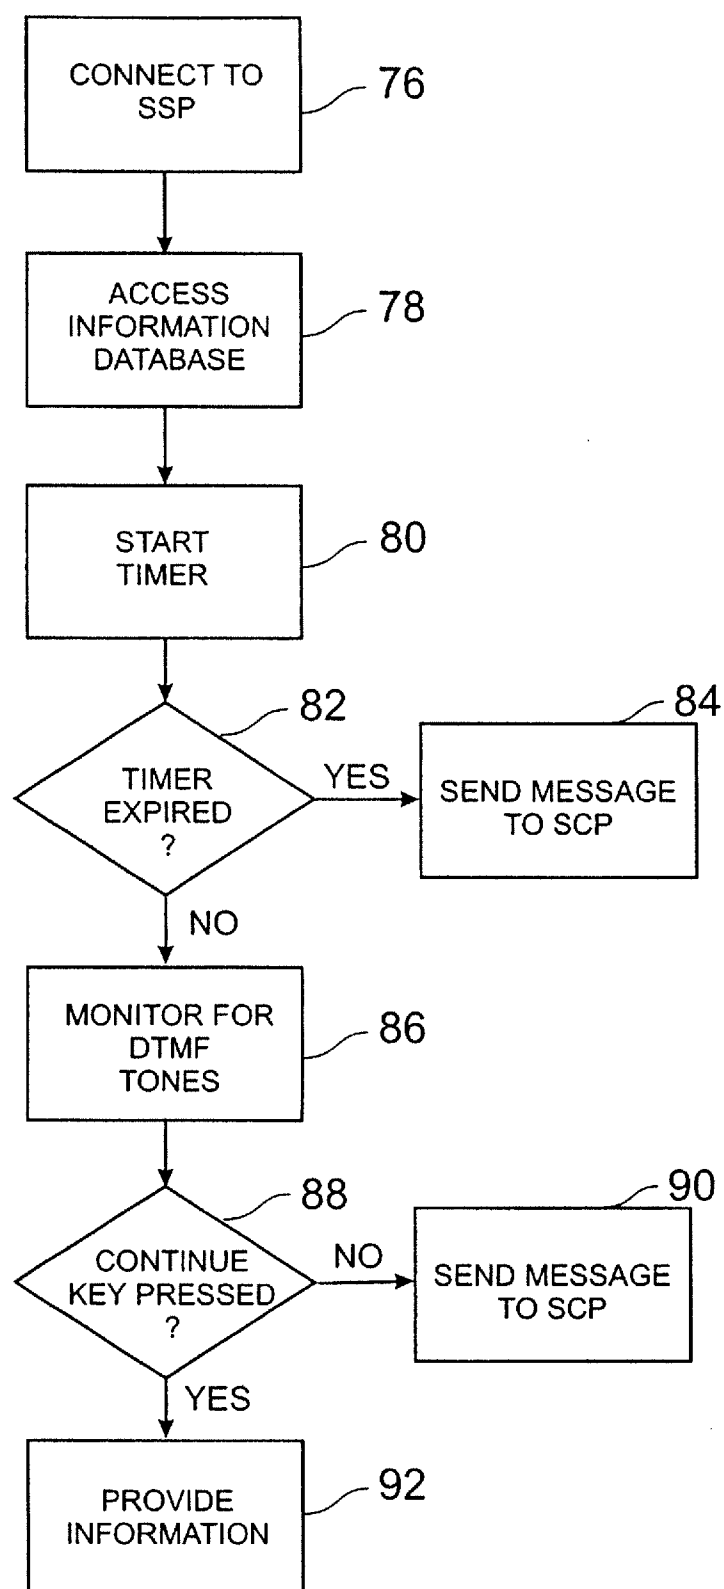 CONNECT TO
SSP
76
ACCESS
INFORMATION
DATABASE
78
START
TIMER
80
82
TIMER
EXPIRED
?
YES
84
SEND MESSAGE
TO SCP
NO
MONITOR FOR
DTMF
TONES
86
88
CONTINUE
KEY PRESSED
?
NO
90
SEND MESSAGE
TO SCP
YES
PROVIDE
INFORMATION
92